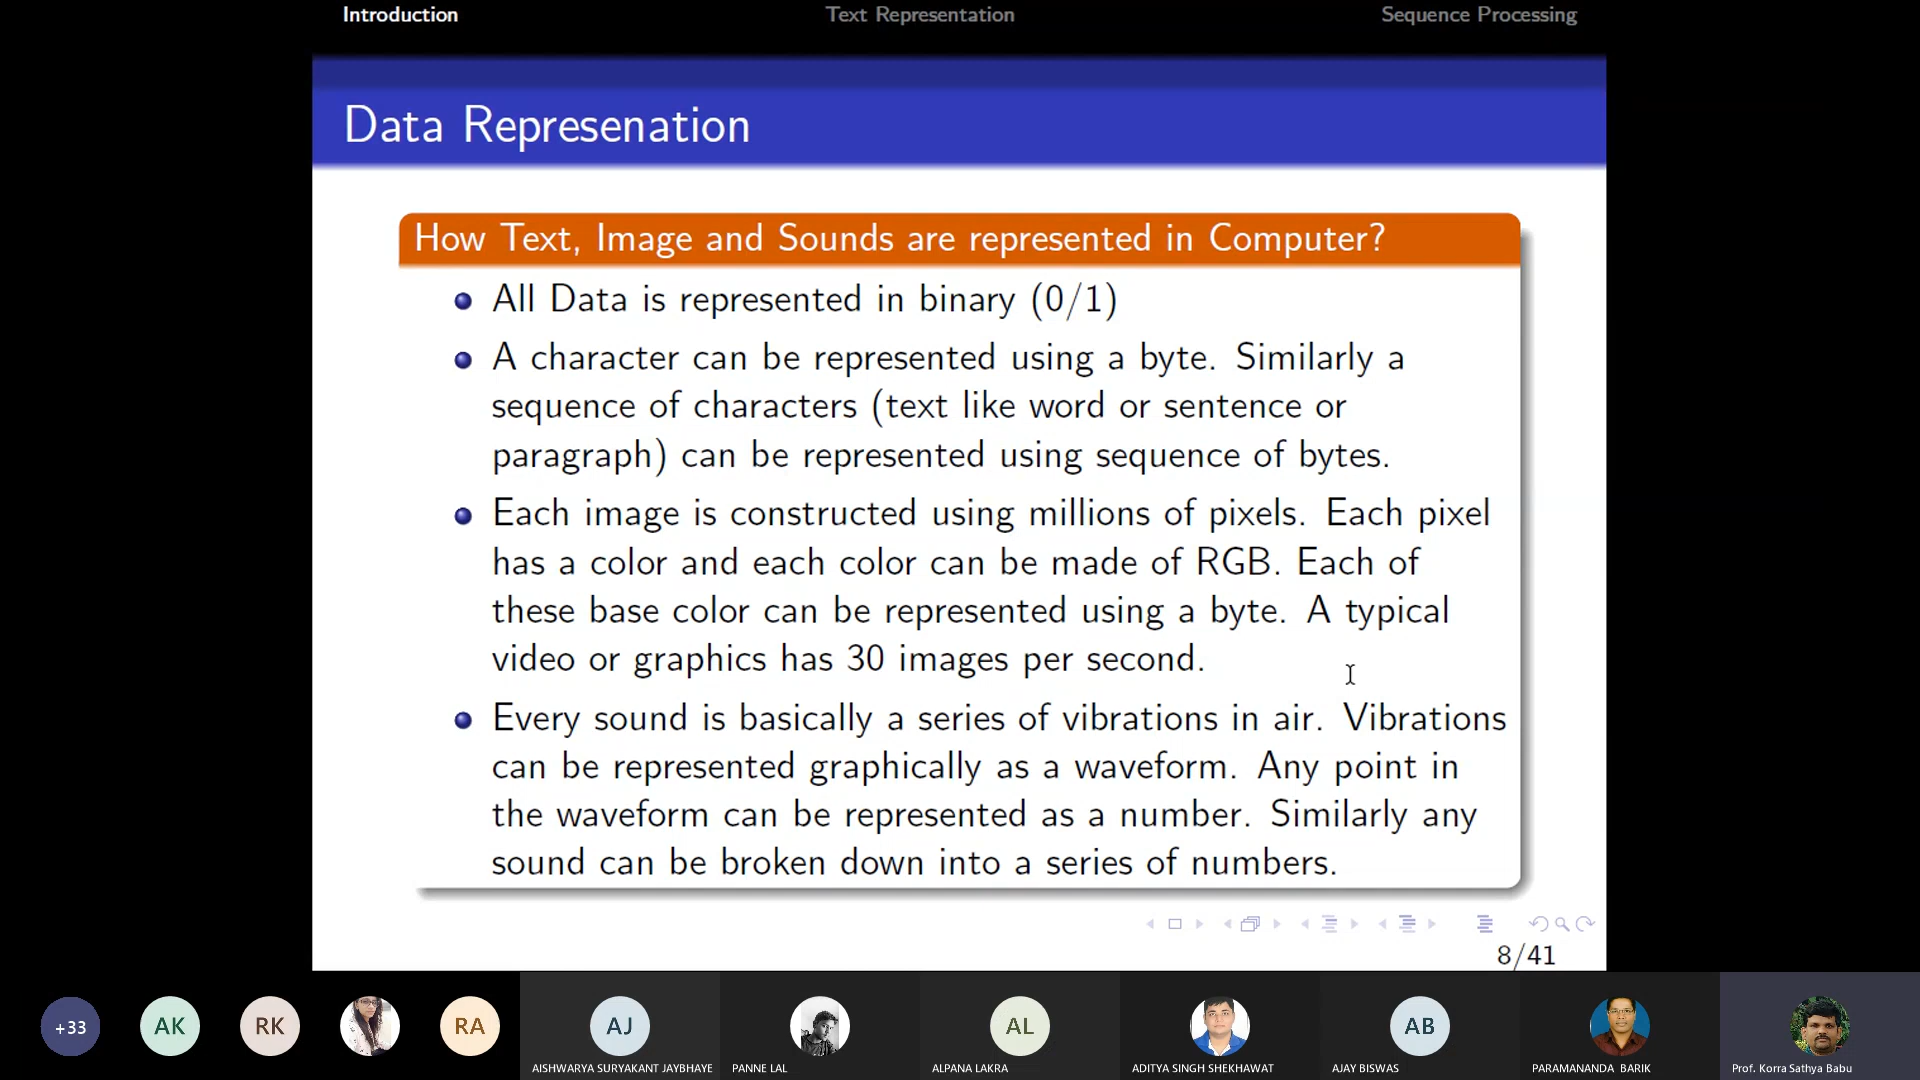 Introduction Text Representation Sequence Processing
Data Represenation
How Text, Image and Sounds are represented in Computer?
All Data is represented in binary (0/1)
A character can be represented using a byte. Similarly a
sequence of characters (text like word or sentence or
paragraph) can be represented using sequence of bytes.
Each image is constructed using millions of pixels. Each pixel
has a color and each color can be made of RGB. Each of
these base color can be represented using a byte. A typical
video or graphics has 30 images per second.
Every sound is basically a series of vibrations in air. Vibrations
can be represented graphically as a waveform. Any point in
the waveform can be represented as a number. Similarly any
sound can be broken down into a series of numbers.
8/41
+33 AK RK RA AJ AL AB
AISHWARYA SURYAKANT JAYBHAYE PANNE LAL ALPANA LAKRA ADITYA SINGH SHEKHAWAT AJAY BISWAS PARAMANANDA BARIK Prof. Korra Sathya Babu